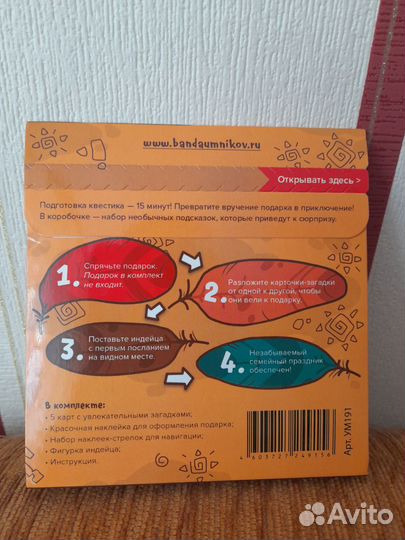 www.bandaumnikov.ru
Открывать здесь >
Подготовка квестика — 15 минут! Превратите вручение подарка в приключение!
В коробочке — набор необычных подсказок, которые приведут к сюрпризу.
1. Спрячьте подарок.
Подарок в комплект
не входит.
2. Разложите карточки-загадки
от одной к другой, чтобы
они вели к подарку.
3. Поставьте индейца
с первым посланием
на видном месте.
4. Незабываемый
семейный праздник
обеспечен!
В комплекте:
• 5 карт с увлекательными загадками;
• Красочная наклейка для оформления подарка;
• Набор наклеек-стрелок для навигации;
• Фигурка индейца;
• Инструкция.
4 603727 249136
Арт. УМ191
Avito